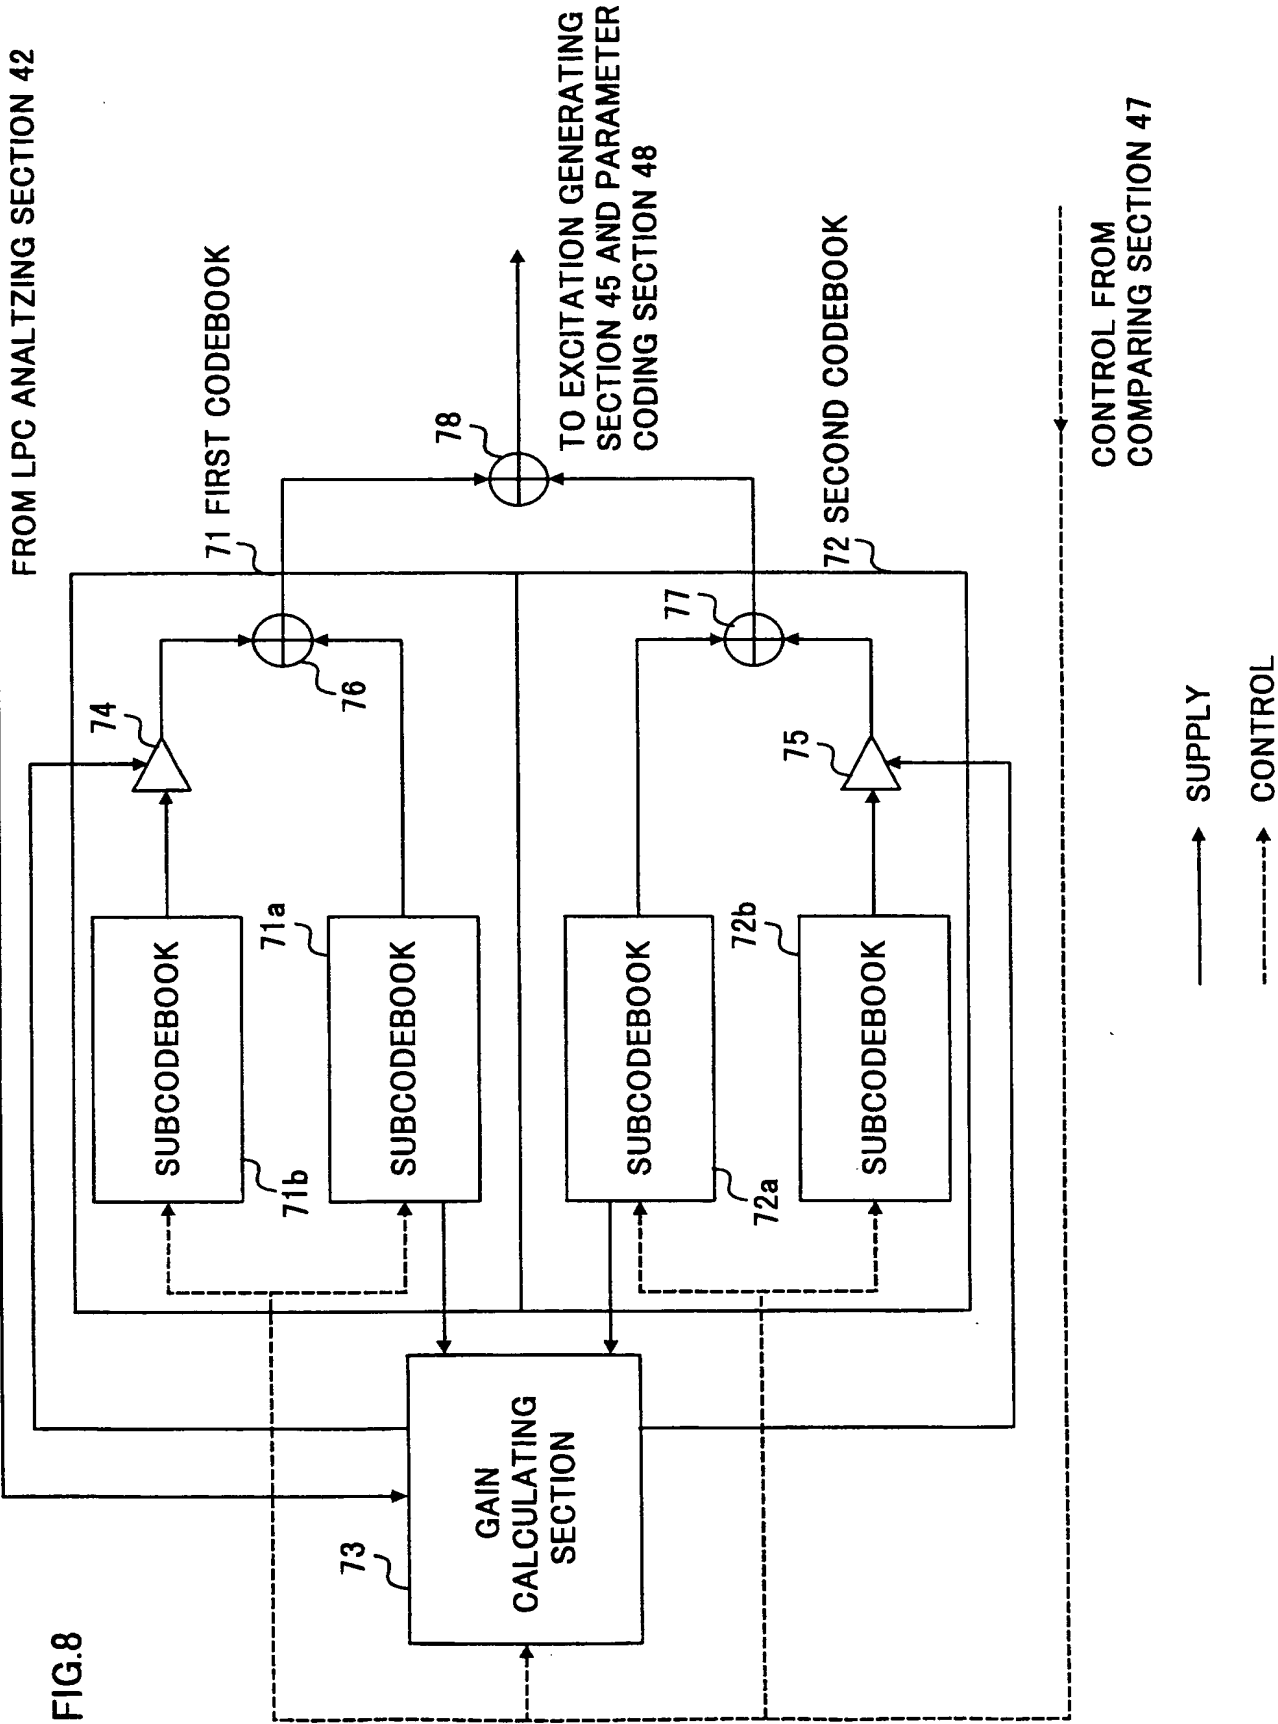 FIG.8
FROM LPC ANALTZING SECTION 42
71 FIRST CODEBOOK
74
SUBCODEBOOK
71b
76
71a
SUBCODEBOOK
78
TO EXCITATION GENERATING
SECTION 45 AND PARAMETER
CODING SECTION 48
73
GAIN
CALCULATING
SECTION
77
SUBCODEBOOK
72a
72 SECOND CODEBOOK
75
72b
SUBCODEBOOK
CONTROL FROM
COMPARING SECTION 47
SUPPLY
CONTROL